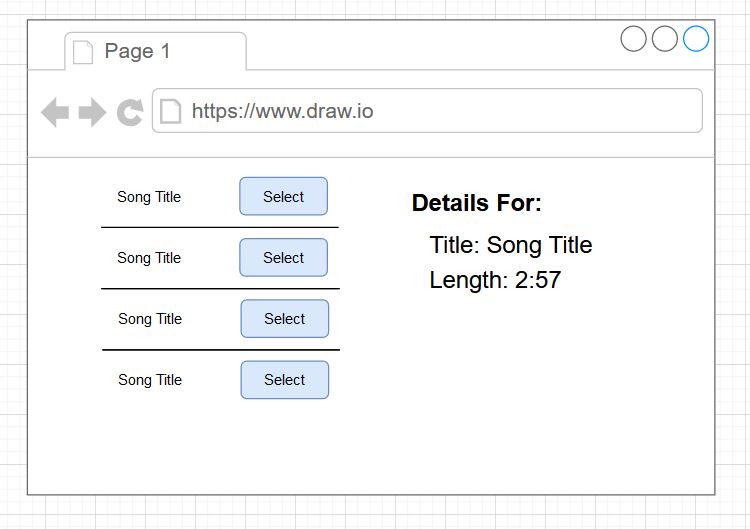 Page 1
https://www.draw.io
Song Title
Select
Song Title
Select
Song Title
Select
Song Title
Select
Details For:
Title: Song Title
Length: 2:57